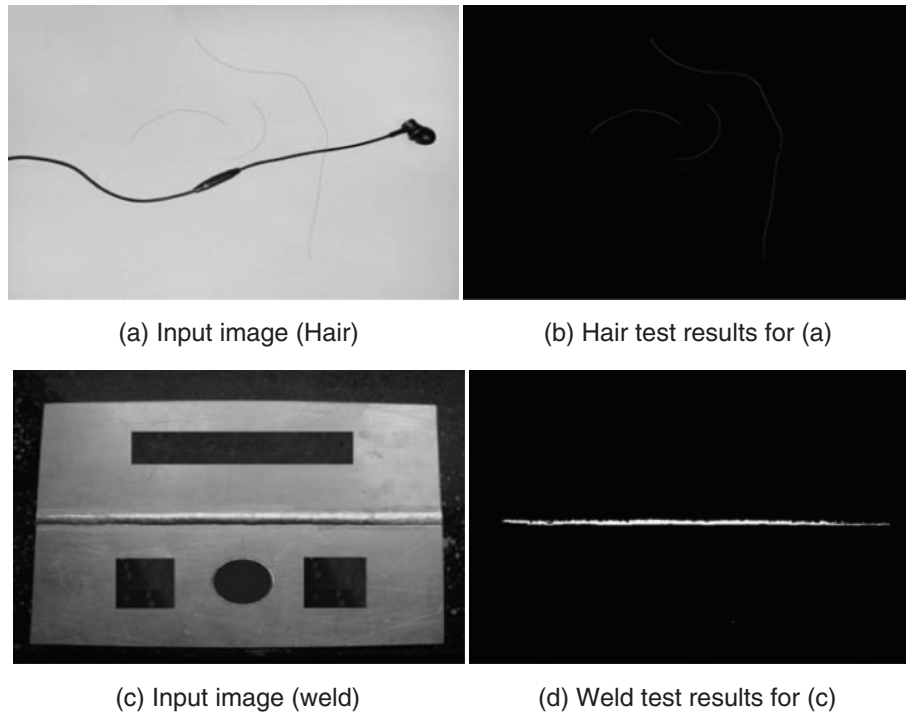 (a) Input image (Hair)
(b) Hair test results for (a)
(c) Input image (weld)
(d) Weld test results for (c)